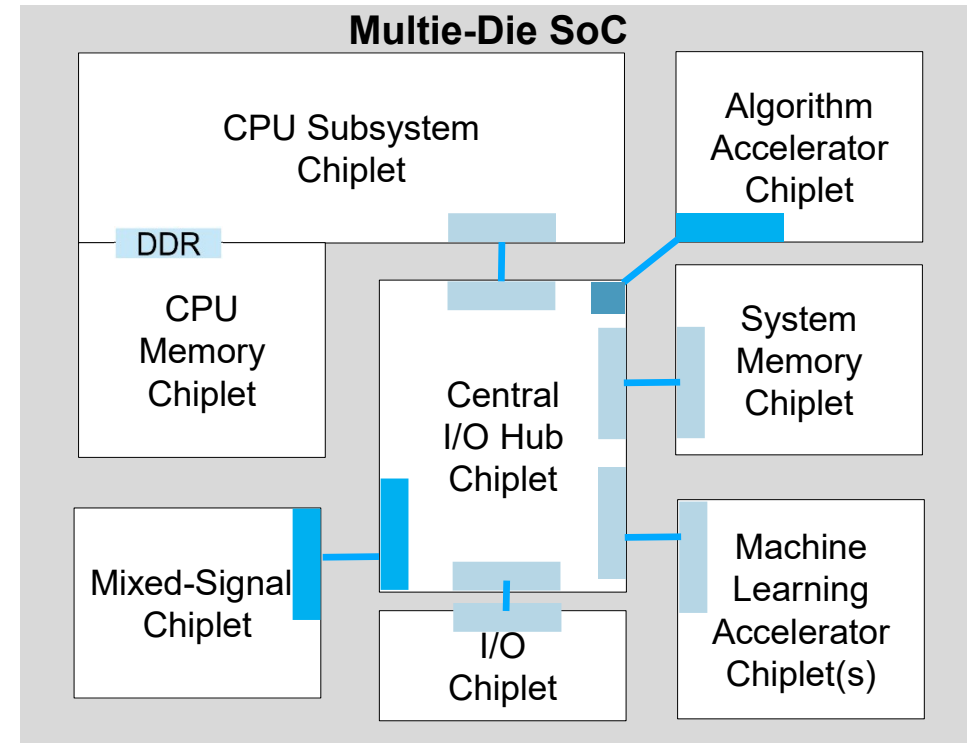 Multie-Die SoC
CPU Subsystem
Chiplet
Algorithm
Accelerator
Chiplet
DDR
CPU
Memory
Chiplet
System
Memory
Chiplet
Central
I/O Hub
Chiplet
Mixed-Signal
Chiplet
I/O
Chiplet
Machine
Learning
Accelerator
Chiplet(s)